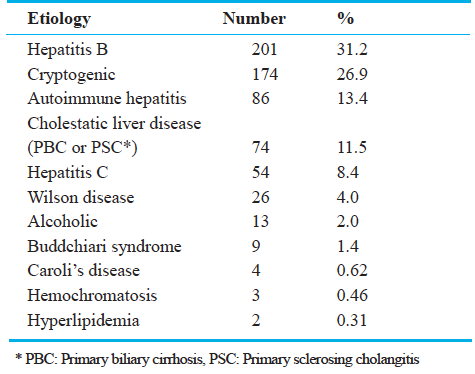 Etiology Number %
Hepatitis B 201 31.2
Cryptogenic 174 26.9
Autoimmune hepatitis 86 13.4
Cholestatic liver disease
(PBC or PSC*) 74 11.5
Hepatitis C 54 8.4
Wilson disease 26 4.0
Alcoholic 13 2.0
Buddchiari syndrome 9 1.4
Caroli’s disease 4 0.62
Hemochromatosis 3 0.46
Hyperlipidemia 2 0.31
* PBC: Primary biliary cirrhosis, PSC: Primary sclerosing cholangitis